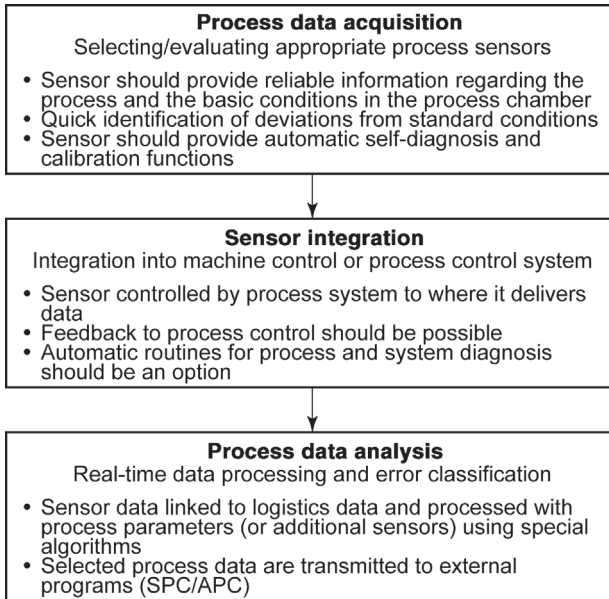 Process data acquisition
Selecting/evaluating appropriate process sensors
• Sensor should provide reliable information regarding the
process and the basic conditions in the process chamber
• Quick identification of deviations from standard conditions
• Sensor should provide automatic self-diagnosis and
calibration functions
Sensor integration
Integration into machine control or process control system
• Sensor controlled by process system to where it delivers
data
• Feedback to process control should be possible
• Automatic routines for process and system diagnosis
should be an option
Process data analysis
Real-time data processing and error classification
• Sensor data linked to logistics data and processed with
process parameters (or additional sensors) using special
algorithms
• Selected process data are transmitted to external
programs (SPC/APC)